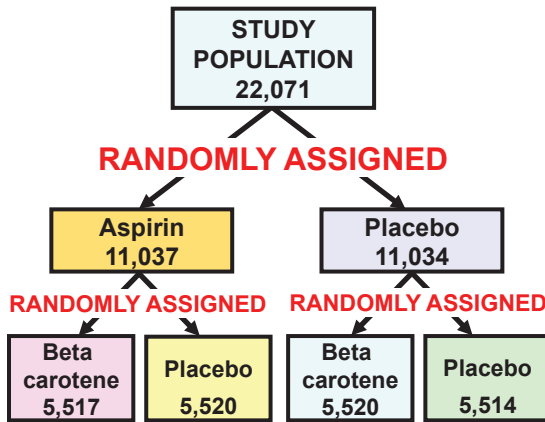 STUDY
POPULATION
22,071
RANDOMLY ASSIGNED
Aspirin
11,037
Placebo
11,034
RANDOMLY ASSIGNED
RANDOMLY ASSIGNED
Beta
carotene
5,517
Placebo
5,520
Beta
carotene
5,520
Placebo
5,514